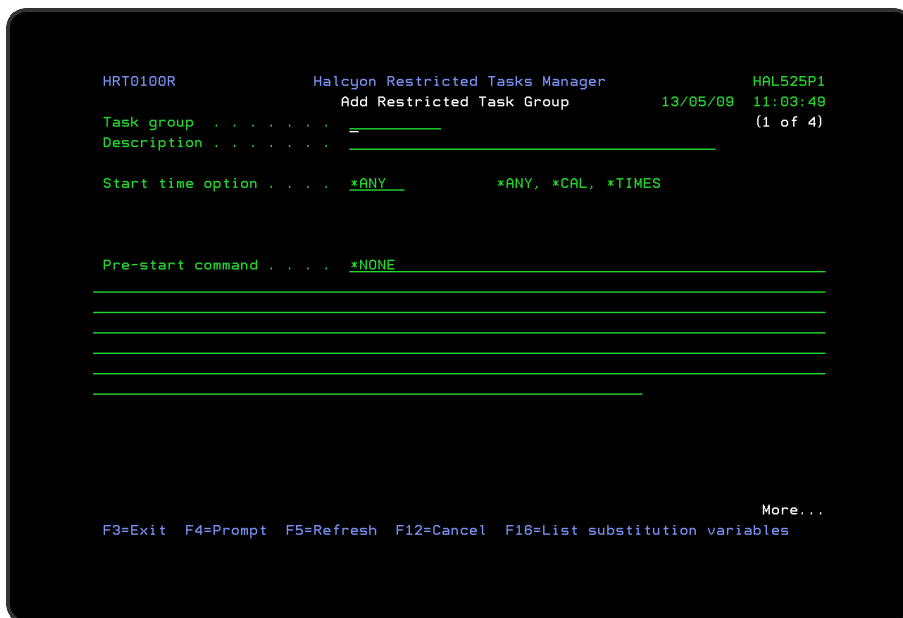 HRT0100R Halcyon Restricted Tasks Manager HAL525P1
Add Restricted Task Group 13/05/09 11:03:49
Task group . . . . . . . (1 of 4)
Description . . . . . . .
Start time option . . . . *ANY *ANY, *CAL, *TIMES
Pre-start command . . . . *NONE
More...
F3=Exit F4=Prompt F5=Refresh F12=Cancel F16=List substitution variables